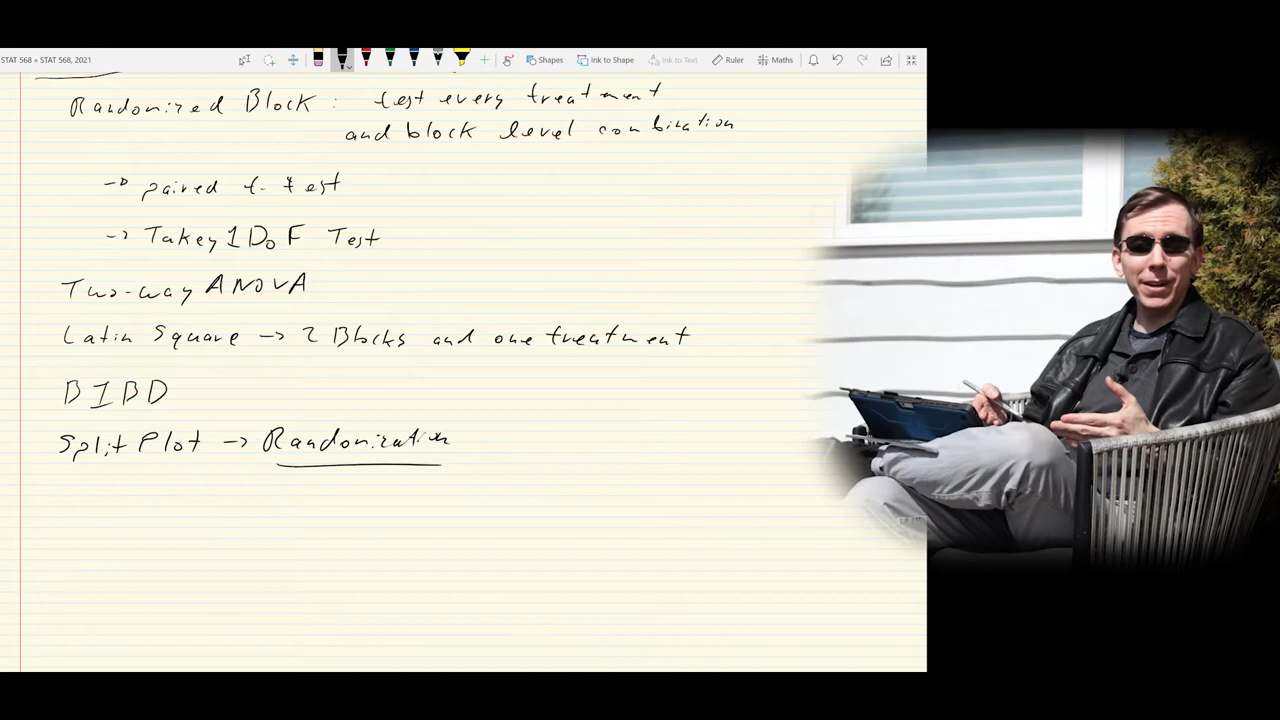 STAT 568 » STAT 568, 2021
Shapes
Ink to Shape
Ink to Text
Ruler
Maths
Randomized Block : test every treatment
and block level combination
→ paired t-test
→ Takey 1 DoF Test
Two-way ANOVA
Latin Square → 2 Blocks and one treatment
BIBD
Split Plot → Randomization